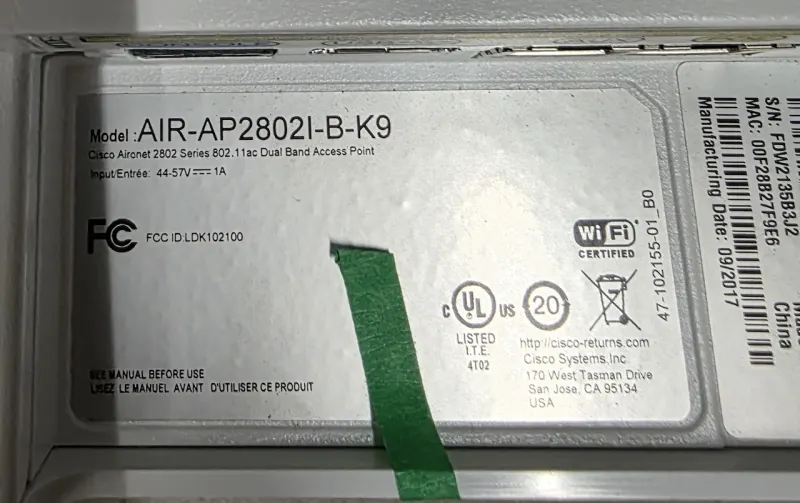 Model :AIR-AP2802I-B-K9
Cisco Aironet 2802 Series 802.11ac Dual Band Access Point
Input/Entrée: 44-57V⎓1A
FC FCC ID:LDK102100
Wi Fi
CERTIFIED
47-102155-01_B0
C UL US
LISTED
I.T.E.
4T02
20
http://cisco-returns.com
Cisco Systems.Inc
170 West Tasman Drive
San Jose, CA 95134
USA
SEE MANUAL BEFORE USE
LISEZ LE MANUEL AVANT D'UTILISER CE PRODUIT
S/N: FDW2135B3J2
MAC: 00F28B27F9E6
Manufacturing Date: 09/2017
China